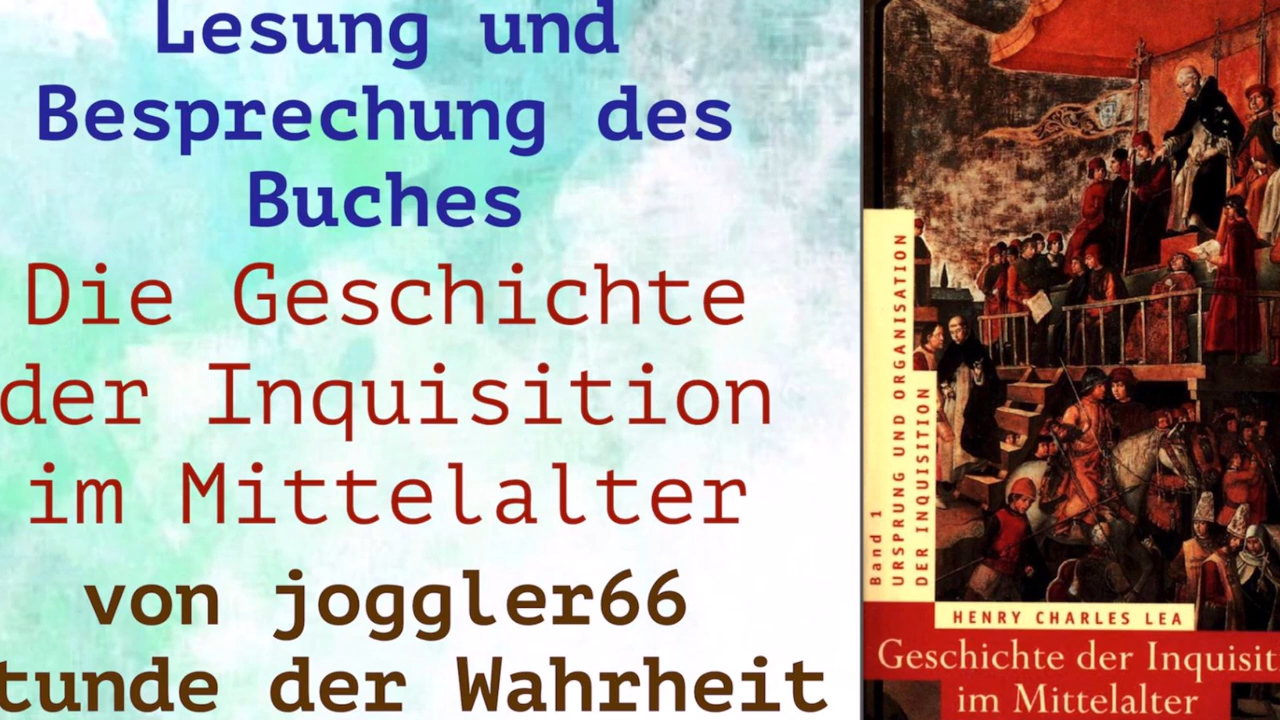 Lesung und
Besprechung des
Buches
Die Geschichte
der Inquisition
im Mittelalter
von joggler66
tunde der Wahrheit
Band 1
URSPRUNG UND ORGANISATION
DER INQUISITION
HENRY CHARLES LEA
Geschichte der Inquisit
im Mittelalter